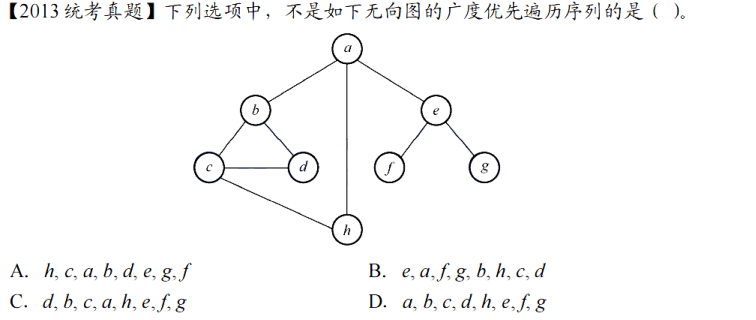 【2013 统考真题】下列选项中，不是如下无向图的广度优先遍历序列的是（ ）。
a
b
e
c
d
f
g
h
A. h, c, a, b, d, e, g, f
B. e, a, f, g, b, h, c, d
C. d, b, c, a, h, e, f, g
D. a, b, c, d, h, e, f, g